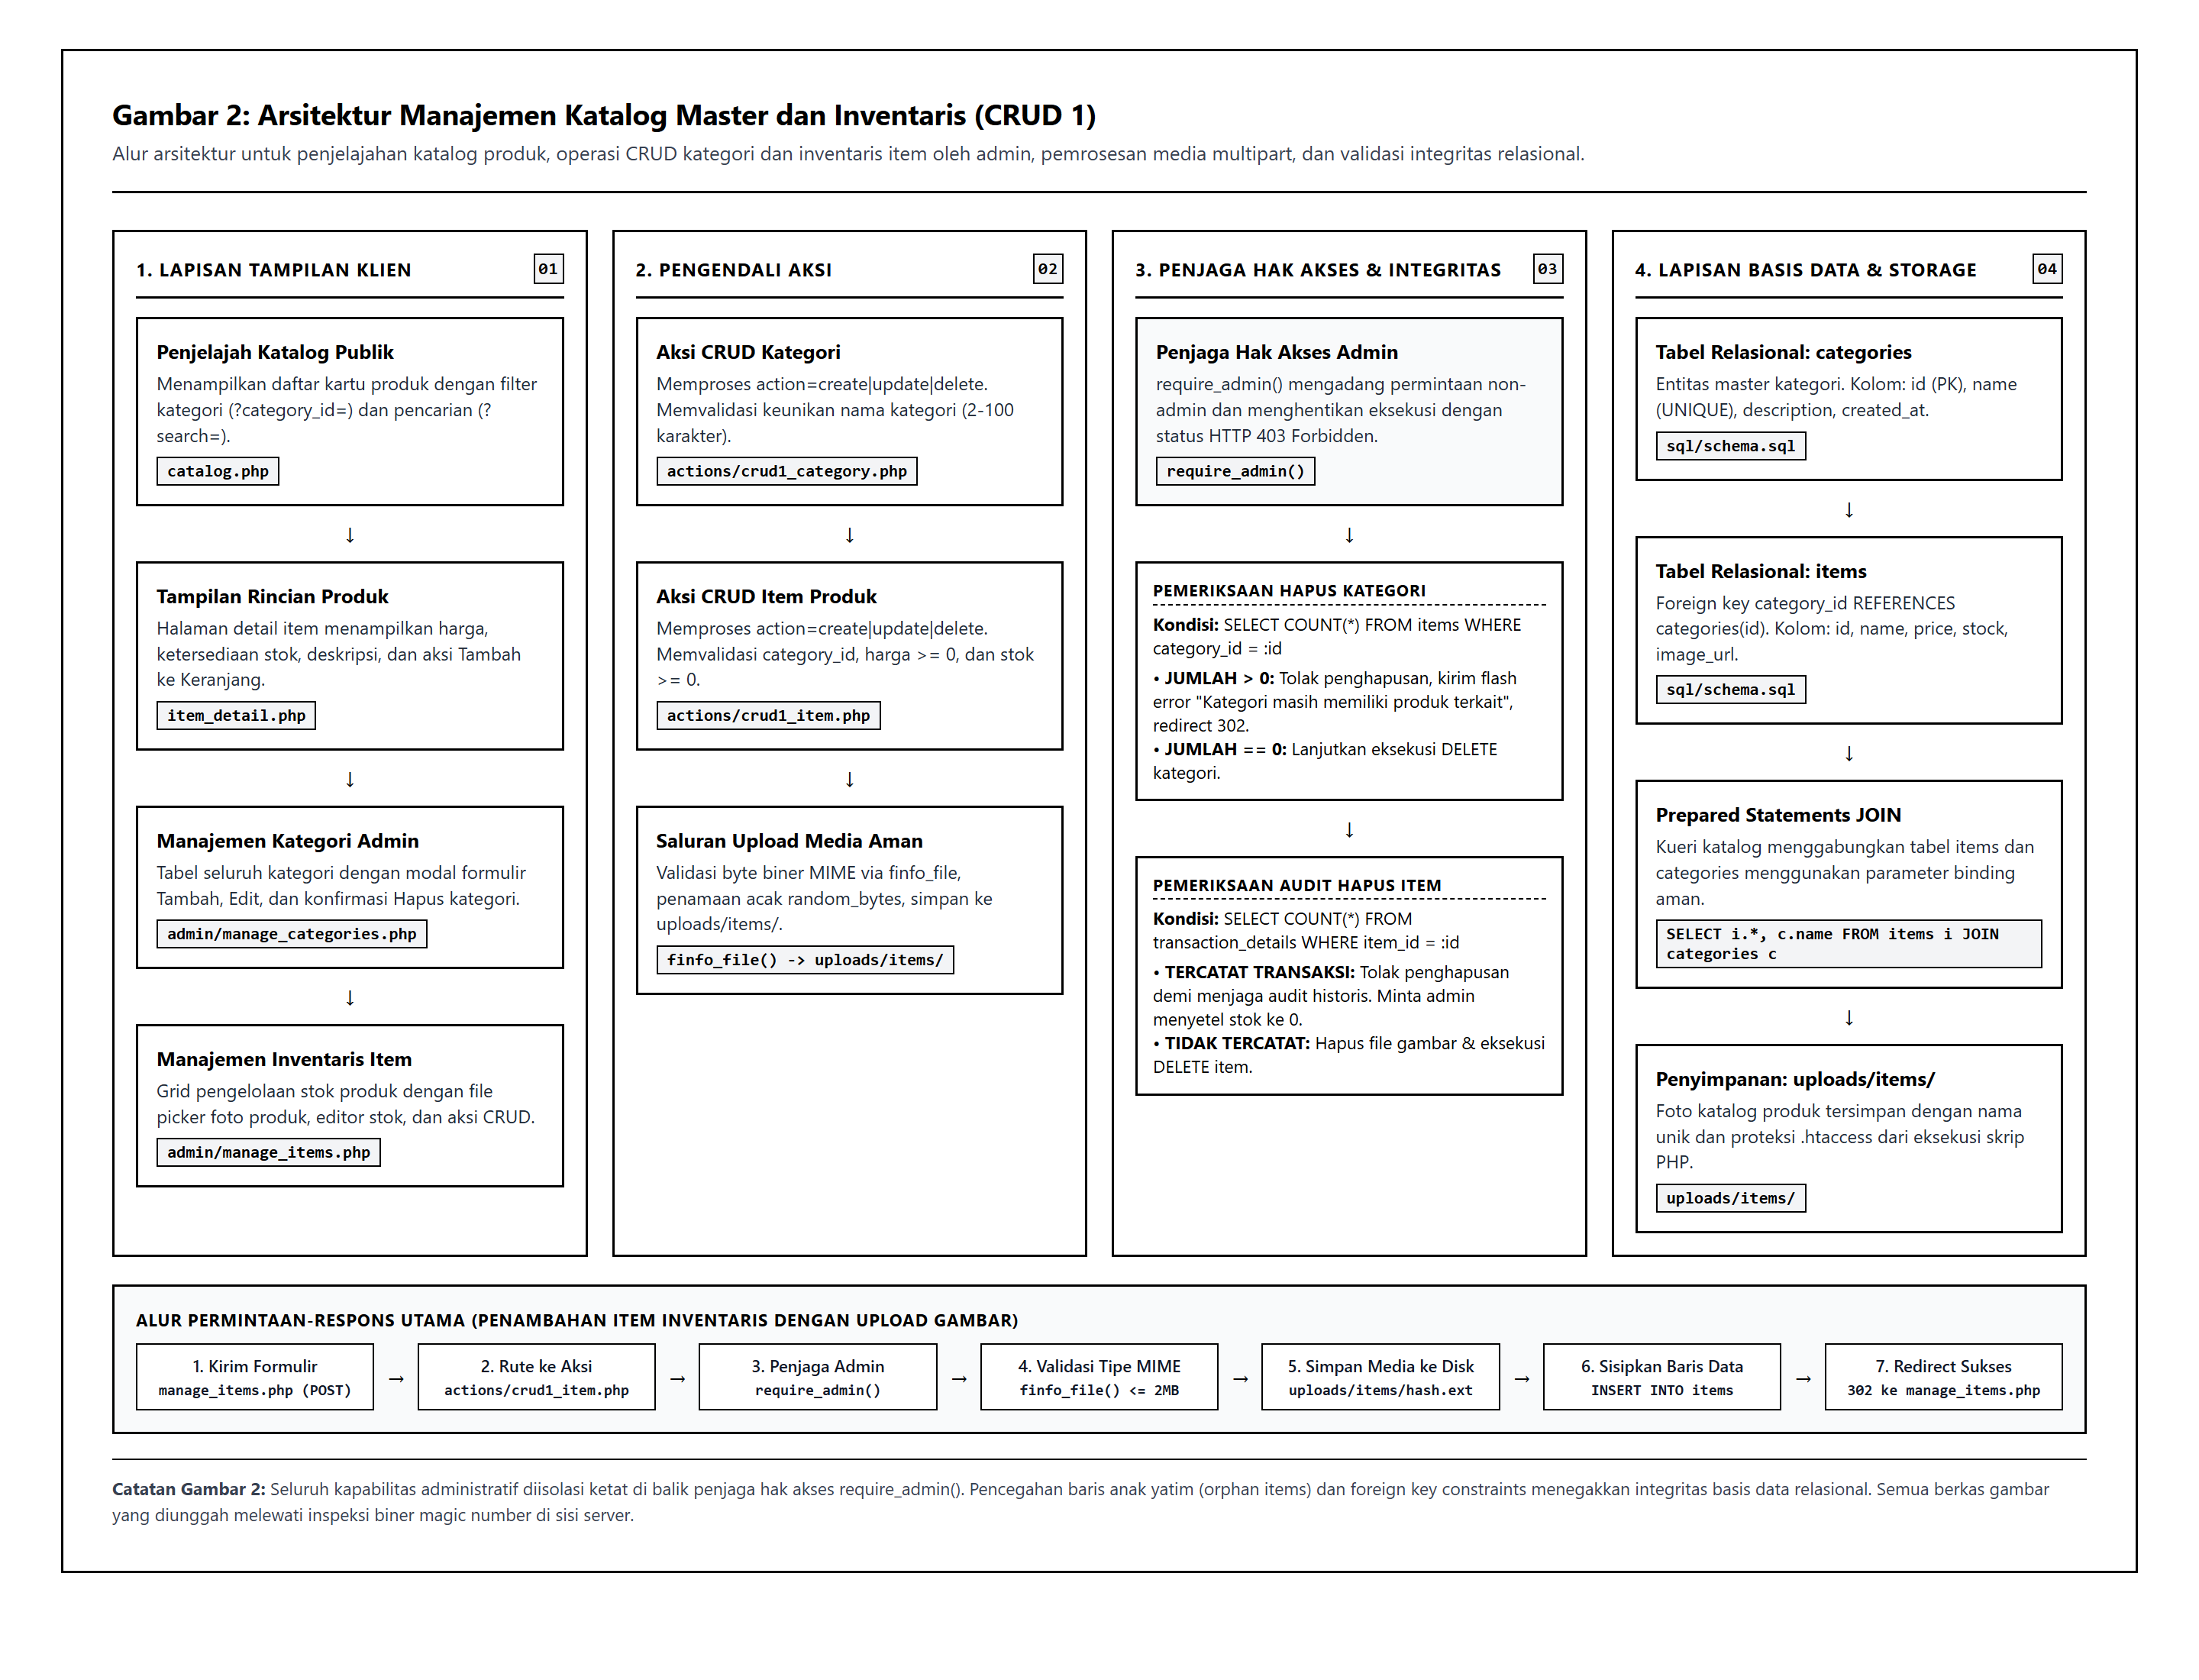 Gambar 2: Arsitektur Manajemen Katalog Master dan Inventaris (CRUD 1)
Alur arsitektur untuk penjelajahan katalog produk, operasi CRUD kategori dan inventaris item oleh admin, pemrosesan media multipart, dan validasi integritas relasional.
1. LAPISAN TAMPILAN KLIEN
01
Penjelajah Katalog Publik
Menampilkan daftar kartu produk dengan filter
kategori (?category_id=) dan pencarian (?
search=).
catalog.php
↓
Tampilan Rincian Produk
Halaman detail item menampilkan harga,
ketersediaan stok, deskripsi, dan aksi Tambah
ke Keranjang.
item_detail.php
↓
Manajemen Kategori Admin
Tabel seluruh kategori dengan modal formulir
Tambah, Edit, dan konfirmasi Hapus kategori.
admin/manage_categories.php
↓
Manajemen Inventaris Item
Grid pengelolaan stok produk dengan file
picker foto produk, editor stok, dan aksi CRUD.
admin/manage_items.php
2. PENGENDALI AKSI
02
Aksi CRUD Kategori
Memproses action=create|update|delete.
Memvalidasi keunikan nama kategori (2-100
karakter).
actions/crud1_category.php
↓
Aksi CRUD Item Produk
Memproses action=create|update|delete.
Memvalidasi category_id, harga >= 0, dan stok
>= 0.
actions/crud1_item.php
↓
Saluran Upload Media Aman
Validasi byte biner MIME via finfo_file,
penamaan acak random_bytes, simpan ke
uploads/items/.
finfo_file() -> uploads/items/
3. PENJAGA HAK AKSES & INTEGRITAS
03
Penjaga Hak Akses Admin
require_admin() mengadang permintaan non-
admin dan menghentikan eksekusi dengan
status HTTP 403 Forbidden.
require_admin()
↓
PEMERIKSAAN HAPUS KATEGORI
Kondisi: SELECT COUNT(*) FROM items WHERE
category_id = :id
• JUMLAH > 0: Tolak penghapusan, kirim flash
error "Kategori masih memiliki produk terkait",
redirect 302.
• JUMLAH == 0: Lanjutkan eksekusi DELETE
kategori.
↓
PEMERIKSAAN AUDIT HAPUS ITEM
Kondisi: SELECT COUNT(*) FROM
transaction_details WHERE item_id = :id
• TERCATAT TRANSAKSI: Tolak penghapusan
demi menjaga audit historis. Minta admin
menyetel stok ke 0.
• TIDAK TERCATAT: Hapus file gambar & eksekusi
DELETE item.
4. LAPISAN BASIS DATA & STORAGE
04
Tabel Relasional: categories
Entitas master kategori. Kolom: id (PK), name
(UNIQUE), description, created_at.
sql/schema.sql
↓
Tabel Relasional: items
Foreign key category_id REFERENCES
categories(id). Kolom: id, name, price, stock,
image_url.
sql/schema.sql
↓
Prepared Statements JOIN
Kueri katalog menggabungkan tabel items dan
categories menggunakan parameter binding
aman.
SELECT i.*, c.name FROM items i JOIN
categories c
↓
Penyimpanan: uploads/items/
Foto katalog produk tersimpan dengan nama
unik dan proteksi .htaccess dari eksekusi skrip
PHP.
uploads/items/
ALUR PERMINTAAN-RESPONS UTAMA (PENAMBAHAN ITEM INVENTARIS DENGAN UPLOAD GAMBAR)
1. Kirim Formulir
manage_items.php (POST)
→
2. Rute ke Aksi
actions/crud1_item.php
→
3. Penjaga Admin
require_admin()
→
4. Validasi Tipe MIME
finfo_file() <= 2MB
→
5. Simpan Media ke Disk
uploads/items/hash.ext
→
6. Sisipkan Baris Data
INSERT INTO items
→
7. Redirect Sukses
302 ke manage_items.php
Catatan Gambar 2: Seluruh kapabilitas administratif diisolasi ketat di balik penjaga hak akses require_admin(). Pencegahan baris anak yatim (orphan items) dan foreign key constraints menegakkan integritas basis data relasional. Semua berkas gambar
yang diunggah melewati inspeksi biner magic number di sisi server.